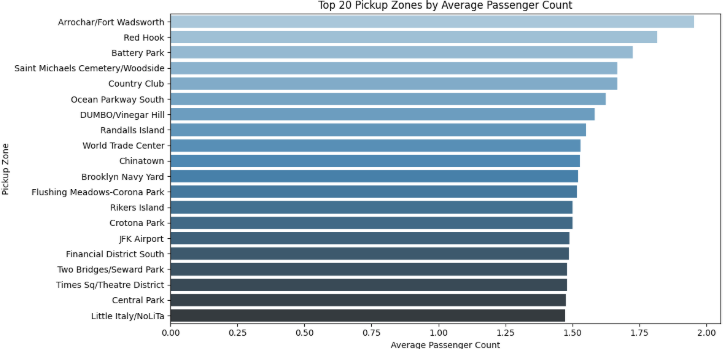 Top 20 Pickup Zones by Average Passenger Count
Pickup Zone
Arrochar/Fort Wadsworth
Red Hook
Battery Park
Saint Michaels Cemetery/Woodside
Country Club
Ocean Parkway South
DUMBO/Vinegar Hill
Randalls Island
World Trade Center
Chinatown
Brooklyn Navy Yard
Flushing Meadows-Corona Park
Rikers Island
Crotona Park
JFK Airport
Financial District South
Two Bridges/Seward Park
Times Sq/Theatre District
Central Park
Little Italy/NoLiTa
0.00 0.25 0.50 0.75 1.00 1.25 1.50 1.75 2.00
Average Passenger Count